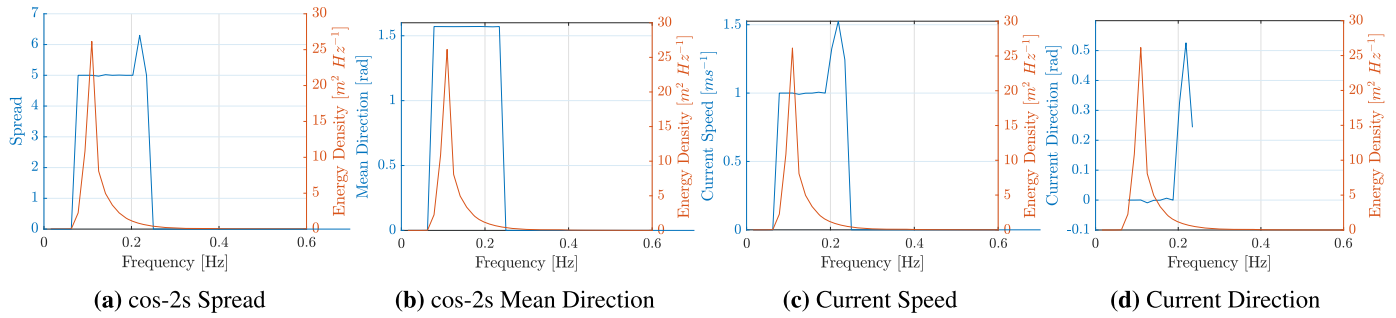 7
6
5
4
3
2
1
0
Spread
30
25
20
15
10
5
0
Energy Density [m² Hz⁻¹]
0 0.2 0.4 0.6
Frequency [Hz]
(a) cos-2s Spread
1.5
1
0.5
0
Mean Direction [rad]
30
25
20
15
10
5
0
Energy Density [m² Hz⁻¹]
0 0.2 0.4 0.6
Frequency [Hz]
(b) cos-2s Mean Direction
1.5
1
0.5
0
Current Speed [ms⁻¹]
30
25
20
15
10
5
0
Energy Density [m² Hz⁻¹]
0 0.2 0.4 0.6
Frequency [Hz]
(c) Current Speed
0.5
0.4
0.3
0.2
0.1
0
-0.1
Current Direction [rad]
30
25
20
15
10
5
0
Energy Density [m² Hz⁻¹]
0 0.2 0.4 0.6
Frequency [Hz]
(d) Current Direction